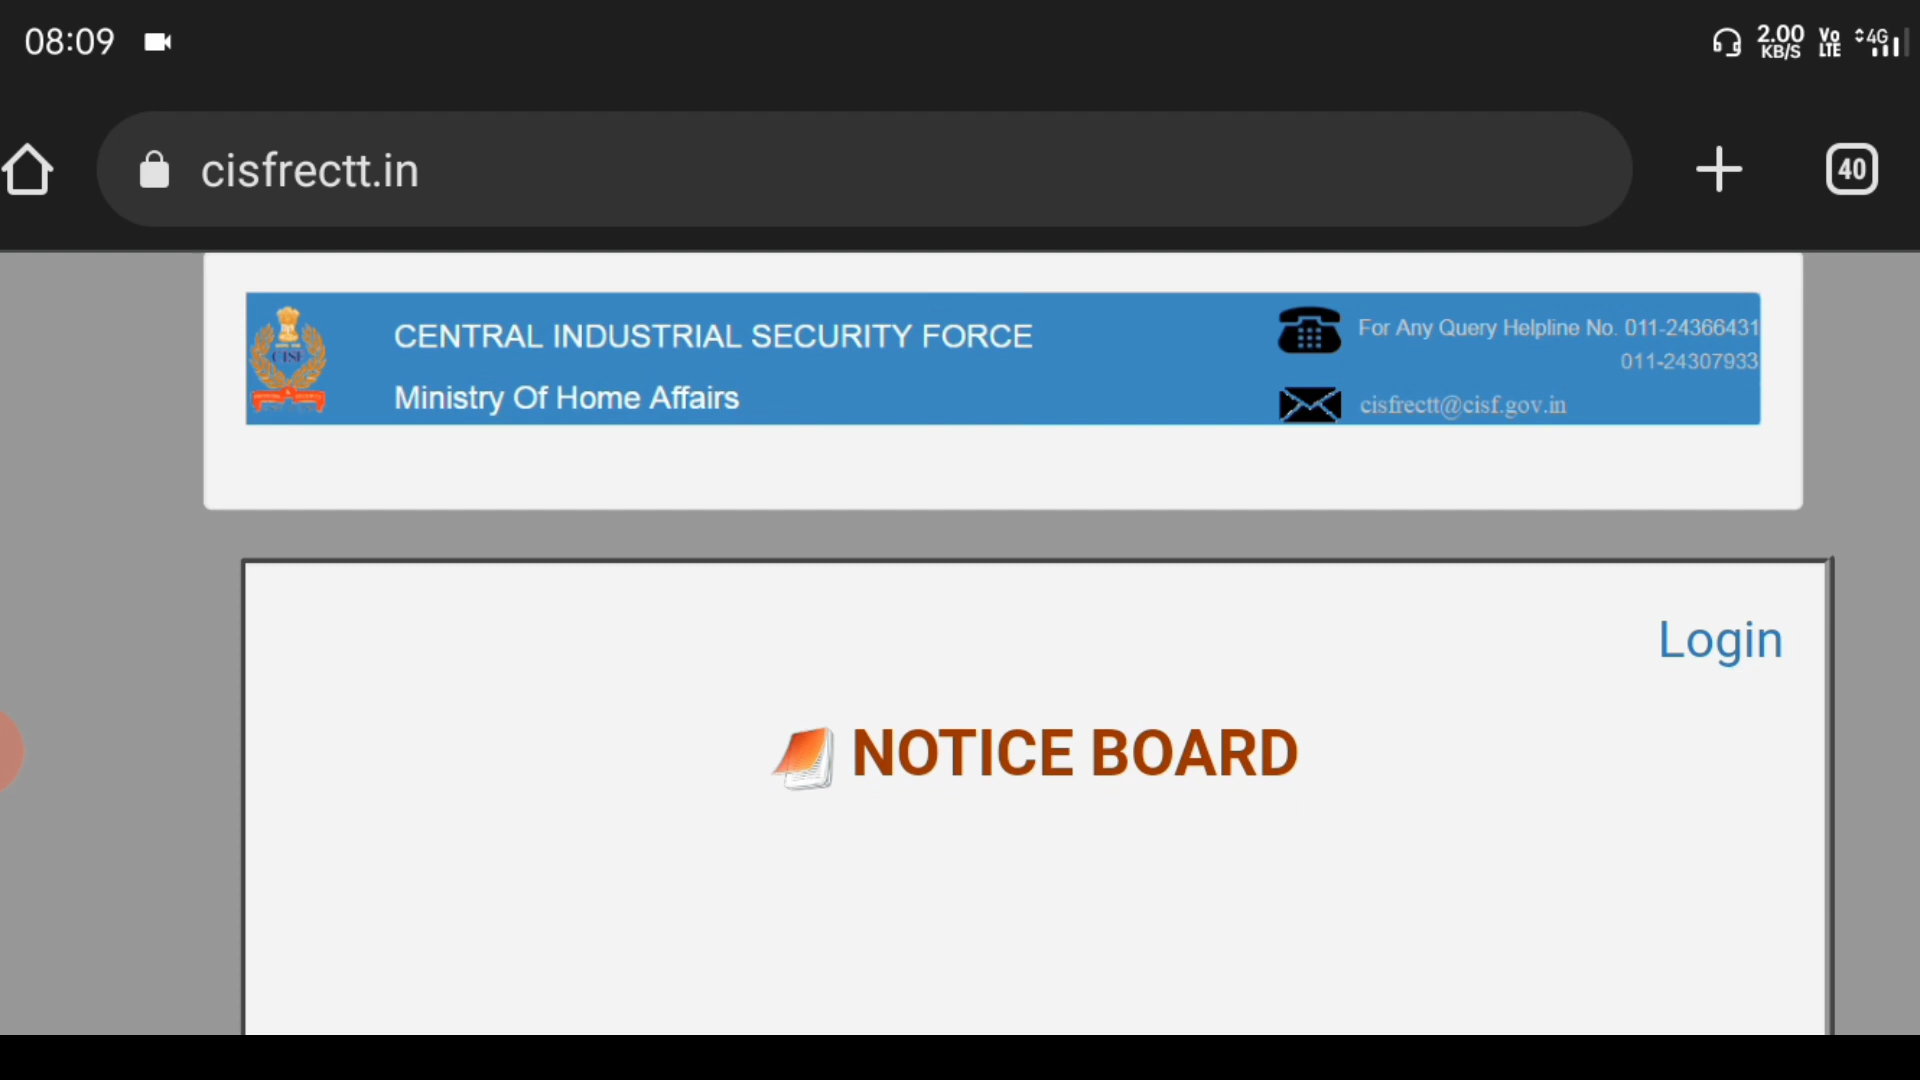 08:09
2.00
KB/S
Vo
LTE
4G
cisfrectt.in
40
CISF
CENTRAL INDUSTRIAL SECURITY FORCE
Ministry Of Home Affairs
For Any Query Helpline No. 011-24366431
011-24307933
cisfrectt@cisf.gov.in
Login
NOTICE BOARD